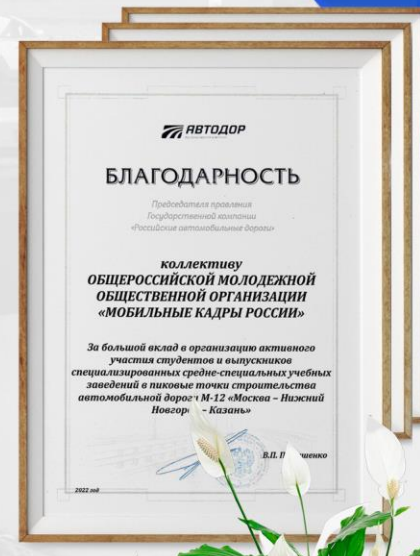 АВТОДОР
БЛАГОДАРНОСТЬ
Председателя правления
Государственной компании
«Российские автомобильные дороги»
коллективу
ОБЩЕРОССИЙСКОЙ МОЛОДЕЖНОЙ
ОБЩЕСТВЕННОЙ ОРГАНИЗАЦИИ
«МОБИЛЬНЫЕ КАДРЫ РОССИИ»
За большой вклад в организацию активного
участия студентов и выпускников
специализированных средне-специальных учебных
заведений в пиковые точки строительства
автомобильной дороги М-12 «Москва – Нижний
– Казань»
В.П.
2022 год